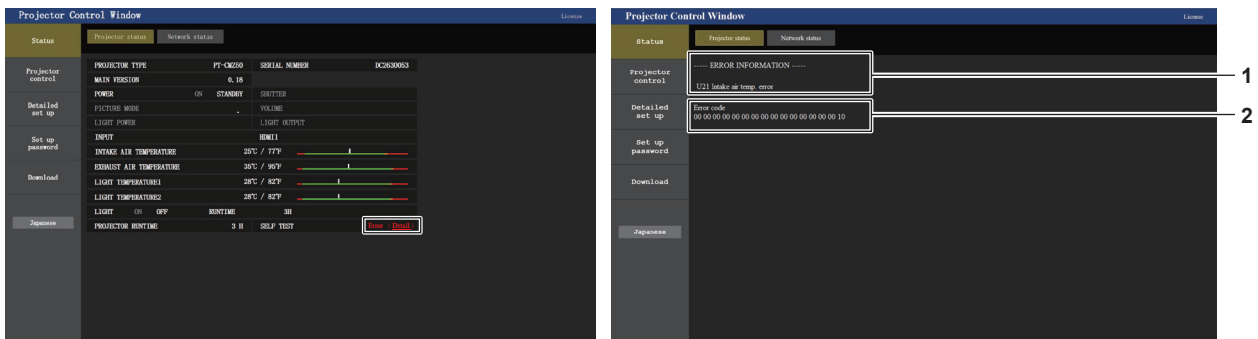 Projector Control Window
License
Status
Projector status
Network status
PROJECTOR TYPE PT-CMZ50 SERIAL NUMBER DC2630053
MAIN VERSION 0.18
POWER ON STANDBY SHUTTER
PICTURE MODE - VOLUME
LIGHT POWER LIGHT OUTPUT
INPUT HDMI1
INTAKE AIR TEMPERATURE 25℃ / 77℉
EXHAUST AIR TEMPERATURE 35℃ / 95℉
LIGHT TEMPERATURE1 28℃ / 82℉
LIGHT TEMPERATURE2 28℃ / 82℉
LIGHT ON OFF RUNTIME 3H
PROJECTOR RUNTIME 3 H SELF TEST Error (Detail)
Projector
control
Detailed
set up
Set up
password
Download
Japanese
Projector Control Window
License
Status
Projector status
Network status
----- ERROR INFORMATION -----
U21 Intake air temp. error
1
Error code
00 00 00 00 00 00 00 00 00 00 00 00 00 00 00 10
2
Projector
control
Detailed
set up
Set up
password
Download
Japanese